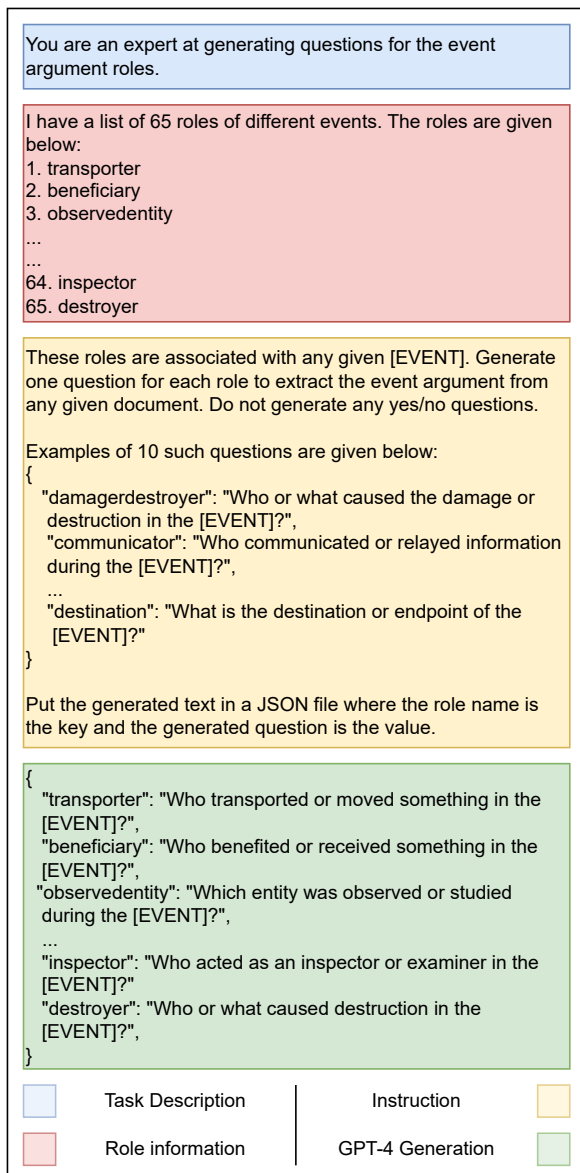 You are an expert at generating questions for the event
argument roles.
I have a list of 65 roles of different events. The roles are given
below:
1. transporter
2. beneficiary
3. observedentity
...
...
64. inspector
65. destroyer
These roles are associated with any given [EVENT]. Generate
one question for each role to extract the event argument from
any given document. Do not generate any yes/no questions.
Examples of 10 such questions are given below:
{
"damagerdestroyer": "Who or what caused the damage or
destruction in the [EVENT]?",
"communicator": "Who communicated or relayed information
during the [EVENT]?",
...
"destination": "What is the destination or endpoint of the
[EVENT]?"
}
Put the generated text in a JSON file where the role name is
the key and the generated question is the value.
{
"transporter": "Who transported or moved something in the
[EVENT]?",
"beneficiary": "Who benefited or received something in the
[EVENT]?",
"observedentity": "Which entity was observed or studied
during the [EVENT]?",
...
"inspector": "Who acted as an inspector or examiner in the
[EVENT]?"
"destroyer": "Who or what caused destruction in the
[EVENT]?",
}
Task Description
Instruction
Role information
GPT-4 Generation